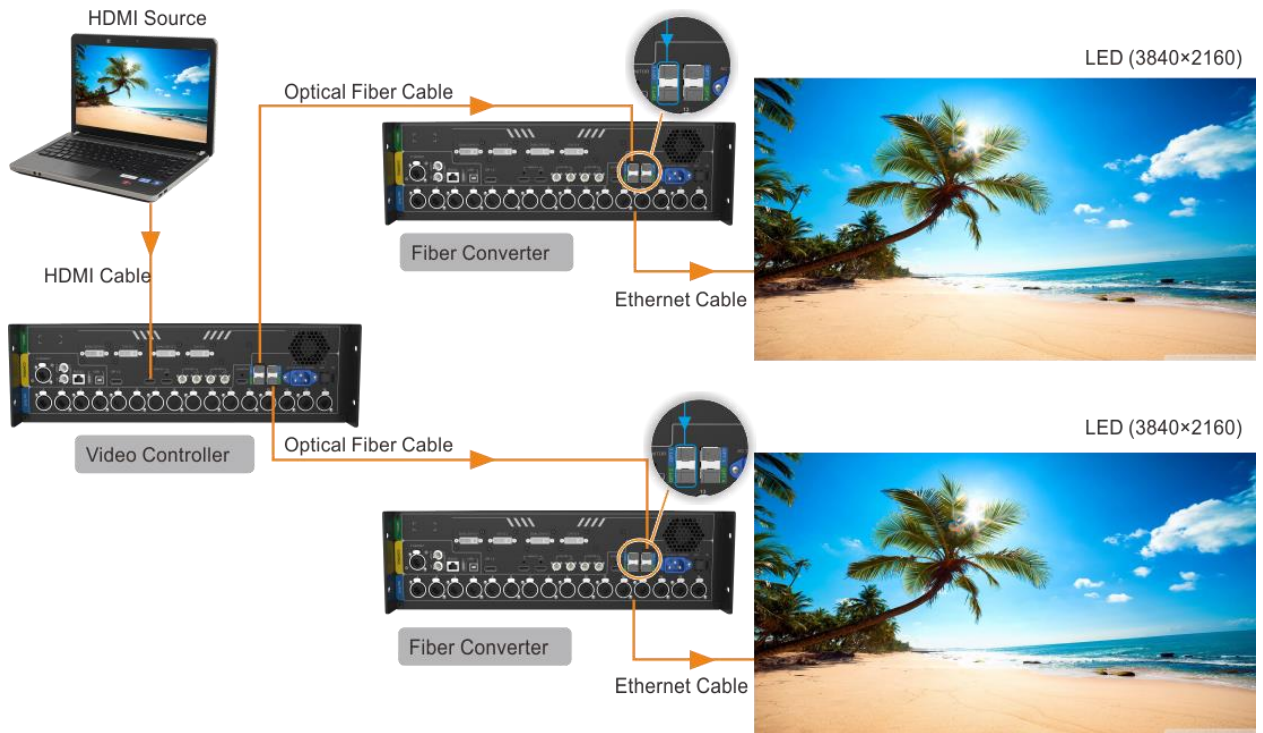 HDMI Source
LED (3840×2160)
Optical Fiber Cable
Fiber Converter
HDMI Cable
Ethernet Cable
Video Controller
Optical Fiber Cable
LED (3840×2160)
Fiber Converter
Ethernet Cable